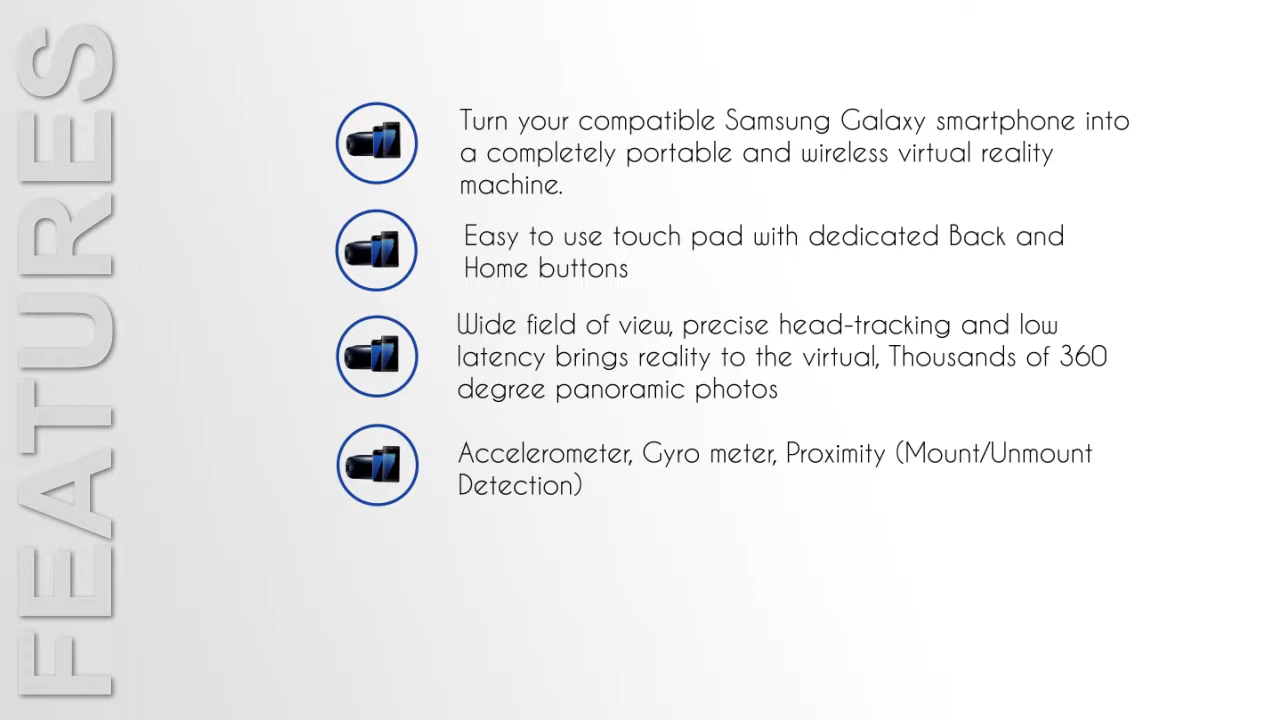 FEATURES
Turn your compatible Samsung Galaxy smartphone into
a completely portable and wireless virtual reality
machine.
Easy to use touch pad with dedicated Back and
Home buttons
Wide field of view, precise head-tracking and low
latency brings reality to the virtual, Thousands of 360
degree panoramic photos
Accelerometer, Gyro meter, Proximity (Mount/Unmount
Detection)